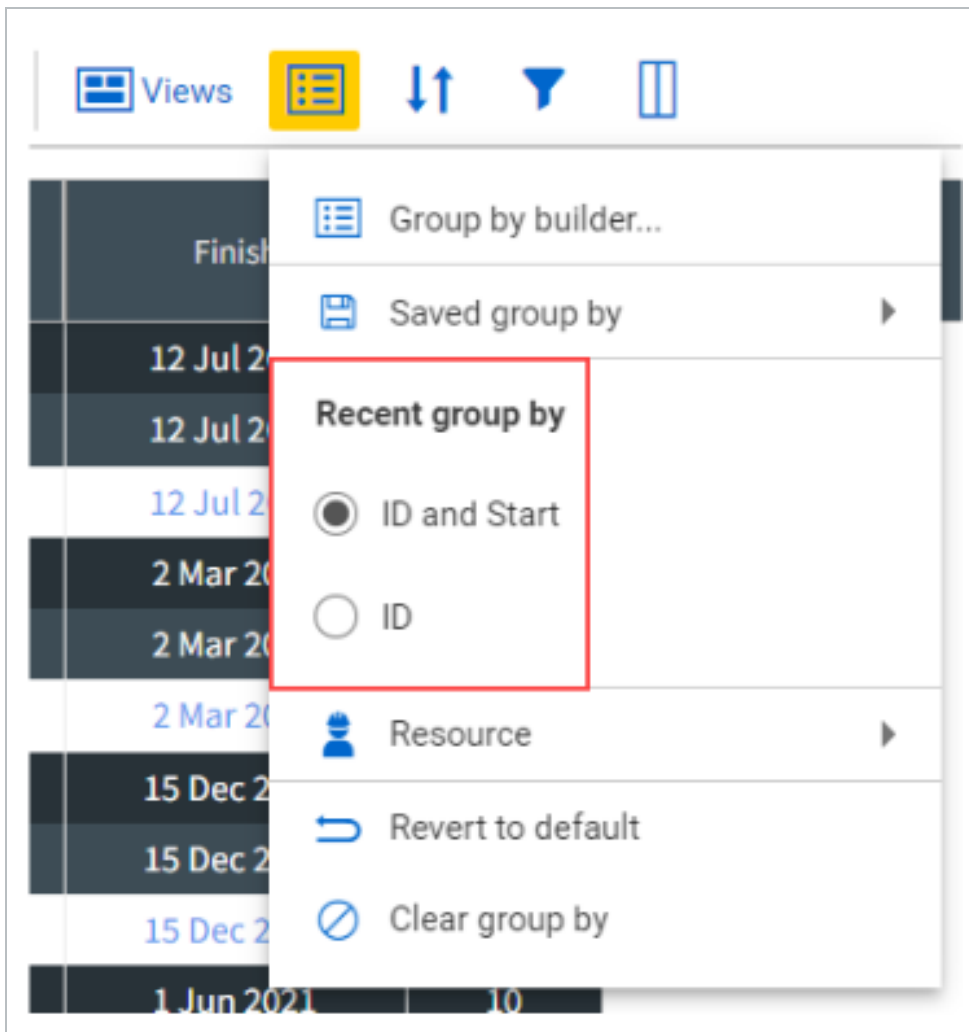 Views
Group by builder...
Finish
Saved group by
12 Jul 2
Recent group by
12 Jul 2
12 Jul 2
ID and Start
2 Mar 20
ID
2 Mar 20
2 Mar 20
Resource
15 Dec 2
Revert to default
15 Dec 2
15 Dec 2
Clear group by
1 Jun 2021 10